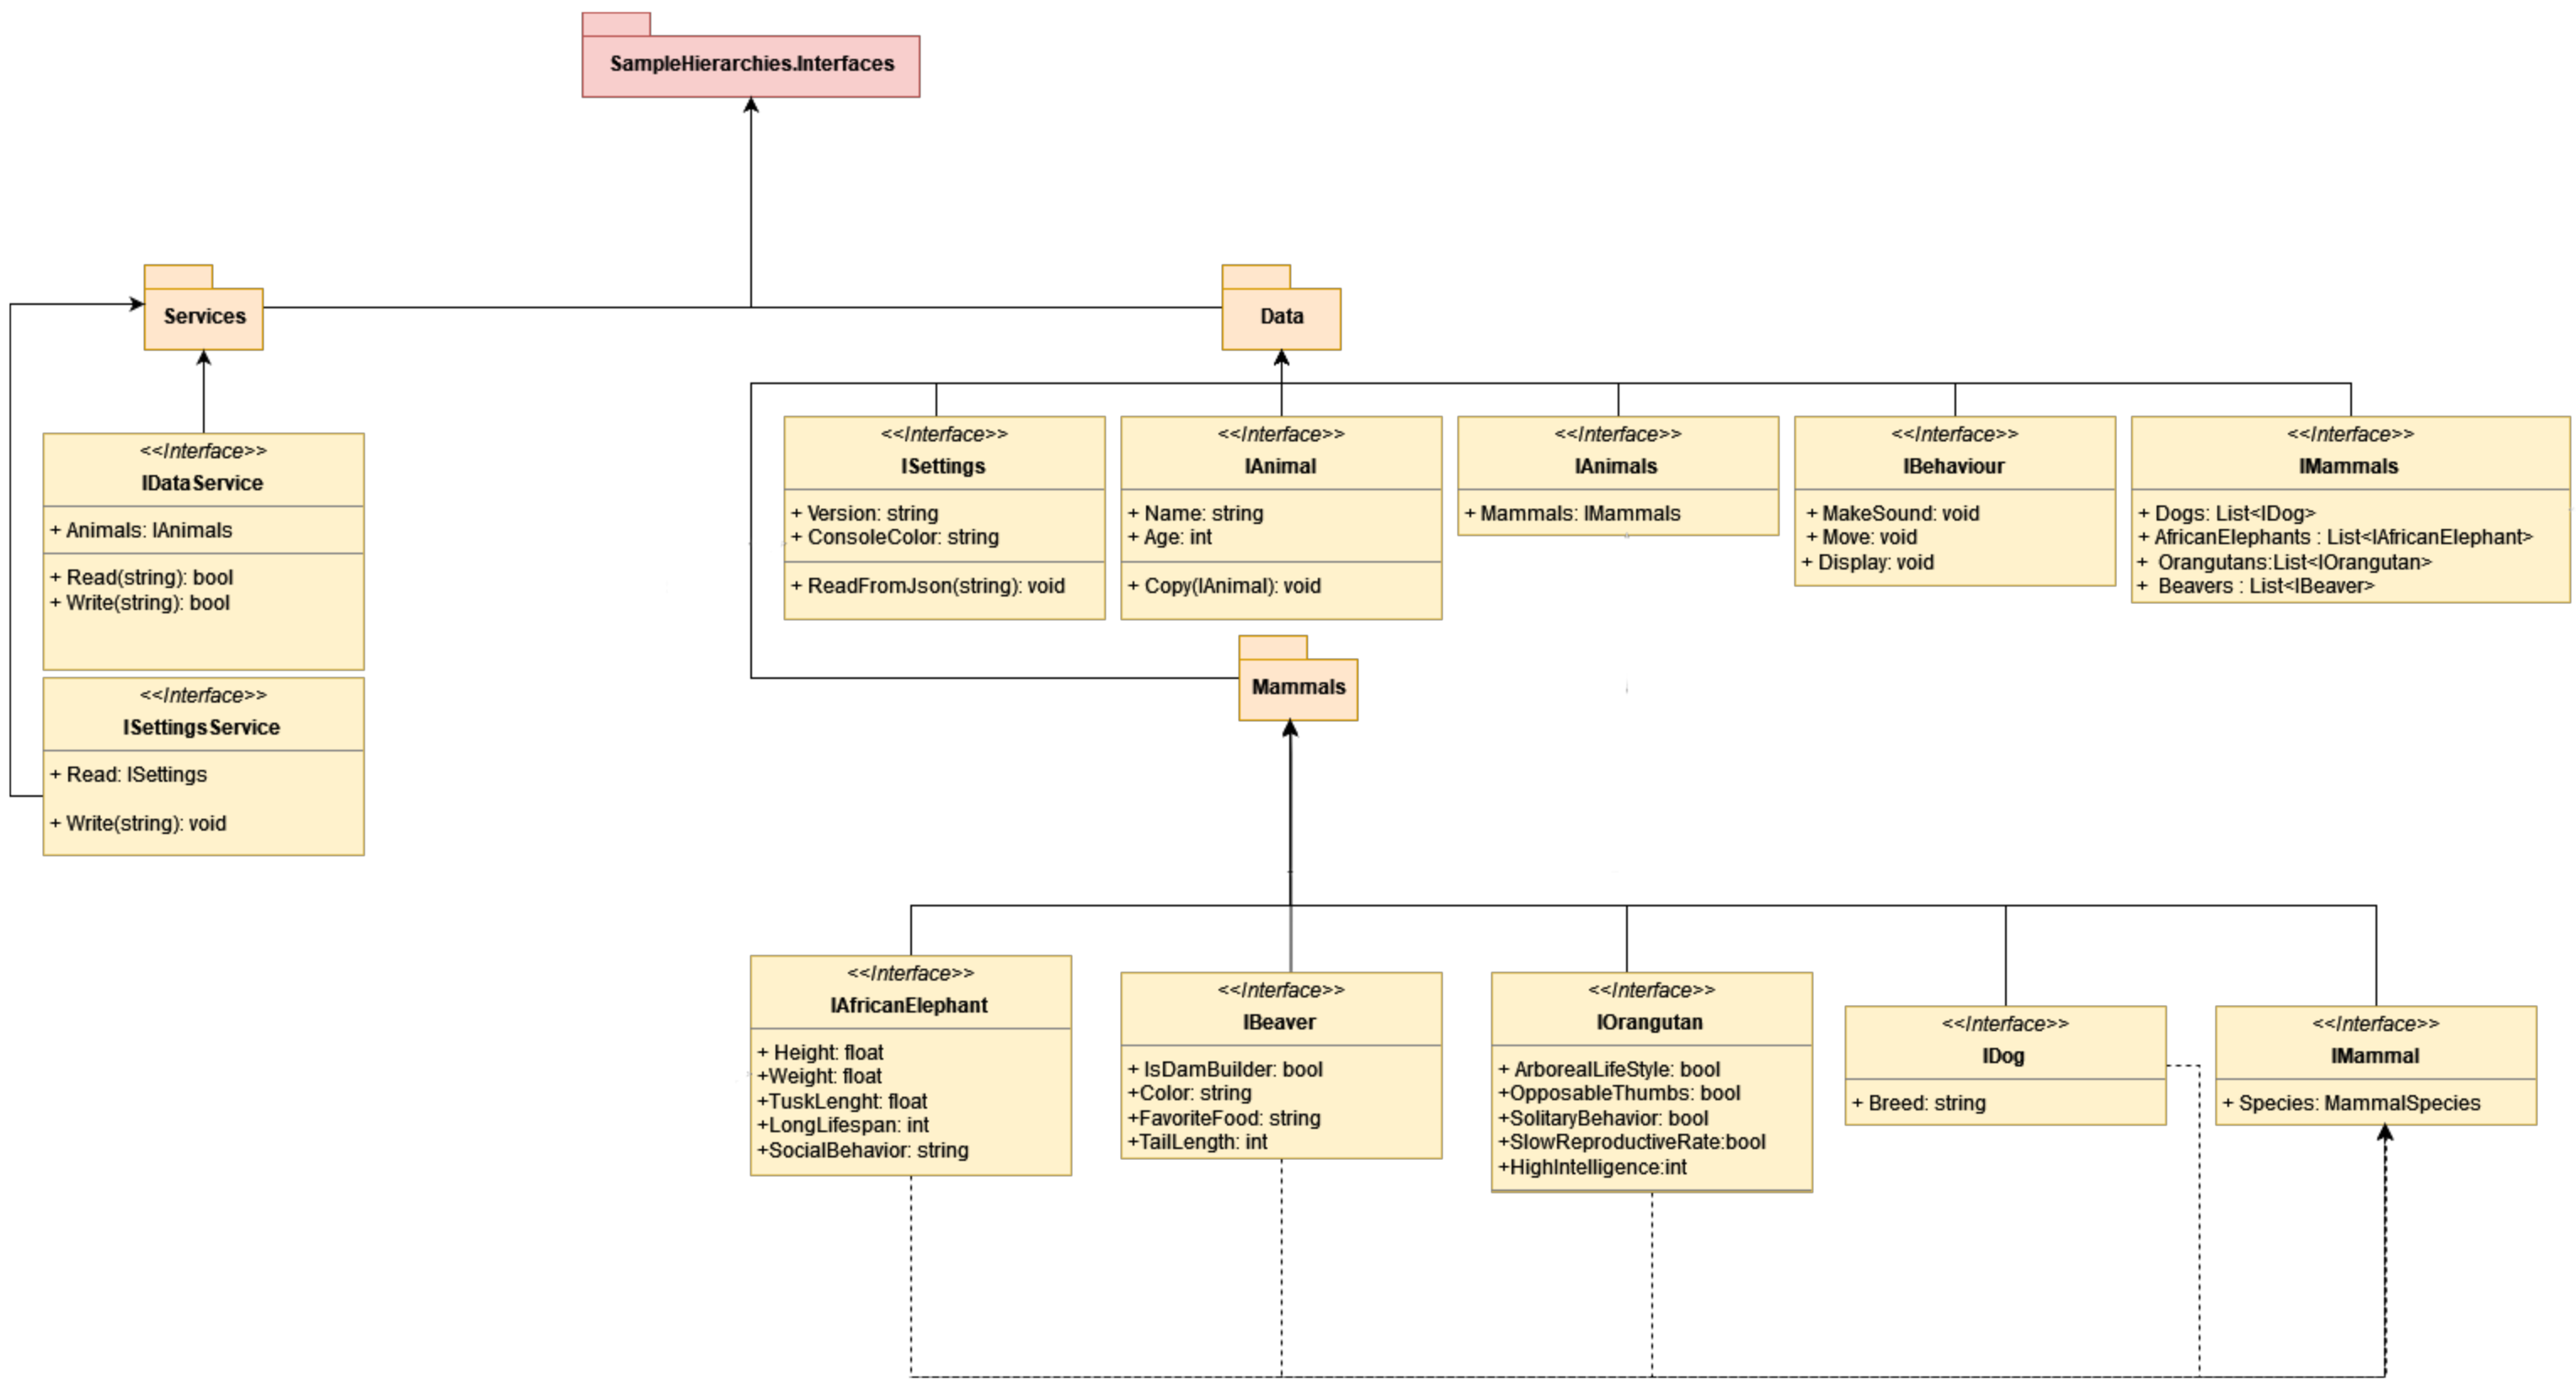 SampleHierarchies.Interfaces
Services
Data
<<Interface>>
IDataService
+ Animals: IAnimals
+ Read(string): bool
+ Write(string): bool
<<Interface>>
ISettingsService
+ Read: ISettings
+ Write(string): void
<<Interface>>
ISettings
+ Version: string
+ ConsoleColor: string
+ ReadFromJson(string): void
<<Interface>>
IAnimal
+ Name: string
+ Age: int
+ Copy(IAnimal): void
<<Interface>>
IAnimals
+ Mammals: IMammals
<<Interface>>
IBehaviour
+ MakeSound: void
+ Move: void
+ Display: void
<<Interface>>
IMammals
+ Dogs: List<IDog>
+ AfricanElephants : List<IAfricanElephant>
+ Orangutans:List<IOrangutan>
+ Beavers : List<IBeaver>
Mammals
<<Interface>>
IAfricanElephant
+ Height: float
+Weight: float
+TuskLenght: float
+LongLifespan: int
+SocialBehavior: string
<<Interface>>
IBeaver
+ IsDamBuilder: bool
+Color: string
+FavoriteFood: string
+TailLength: int
<<Interface>>
IOrangutan
+ ArborealLifeStyle: bool
+OpposableThumbs: bool
+SolitaryBehavior: bool
+SlowReproductiveRate:bool
+HighIntelligence:int
<<Interface>>
IDog
+ Breed: string
<<Interface>>
IMammal
+ Species: MammalSpecies